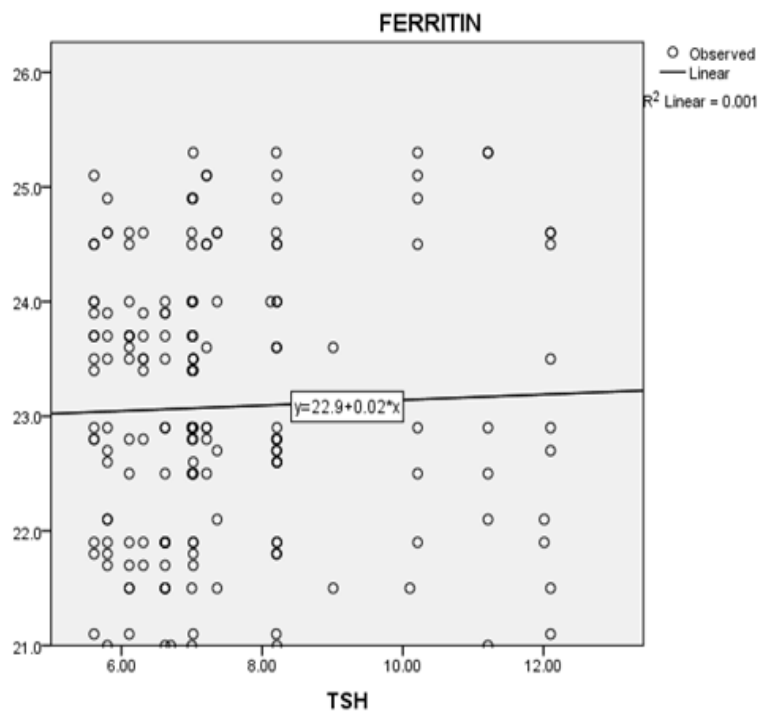 FERRITIN
Observed
Linear
R2 Linear = 0.001
26.0
25.0
24.0
23.0
22.0
21.0
y=22.9+0.02*x
6.00
8.00
10.00
12.00
TSH